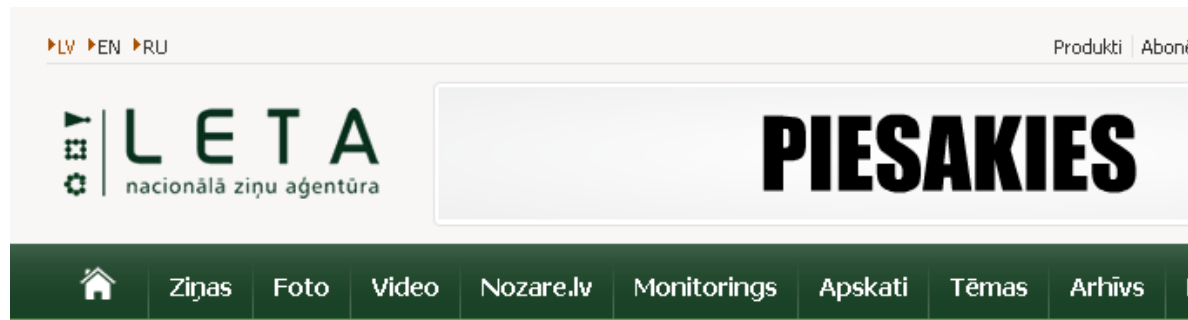 LV EN RU
Produkti
LETA
nacionālā ziņu aģentūra
PIESAKIES
Ziņas Foto Video Nozare.lv Monitorings Apskati Tēmas Arhīvs